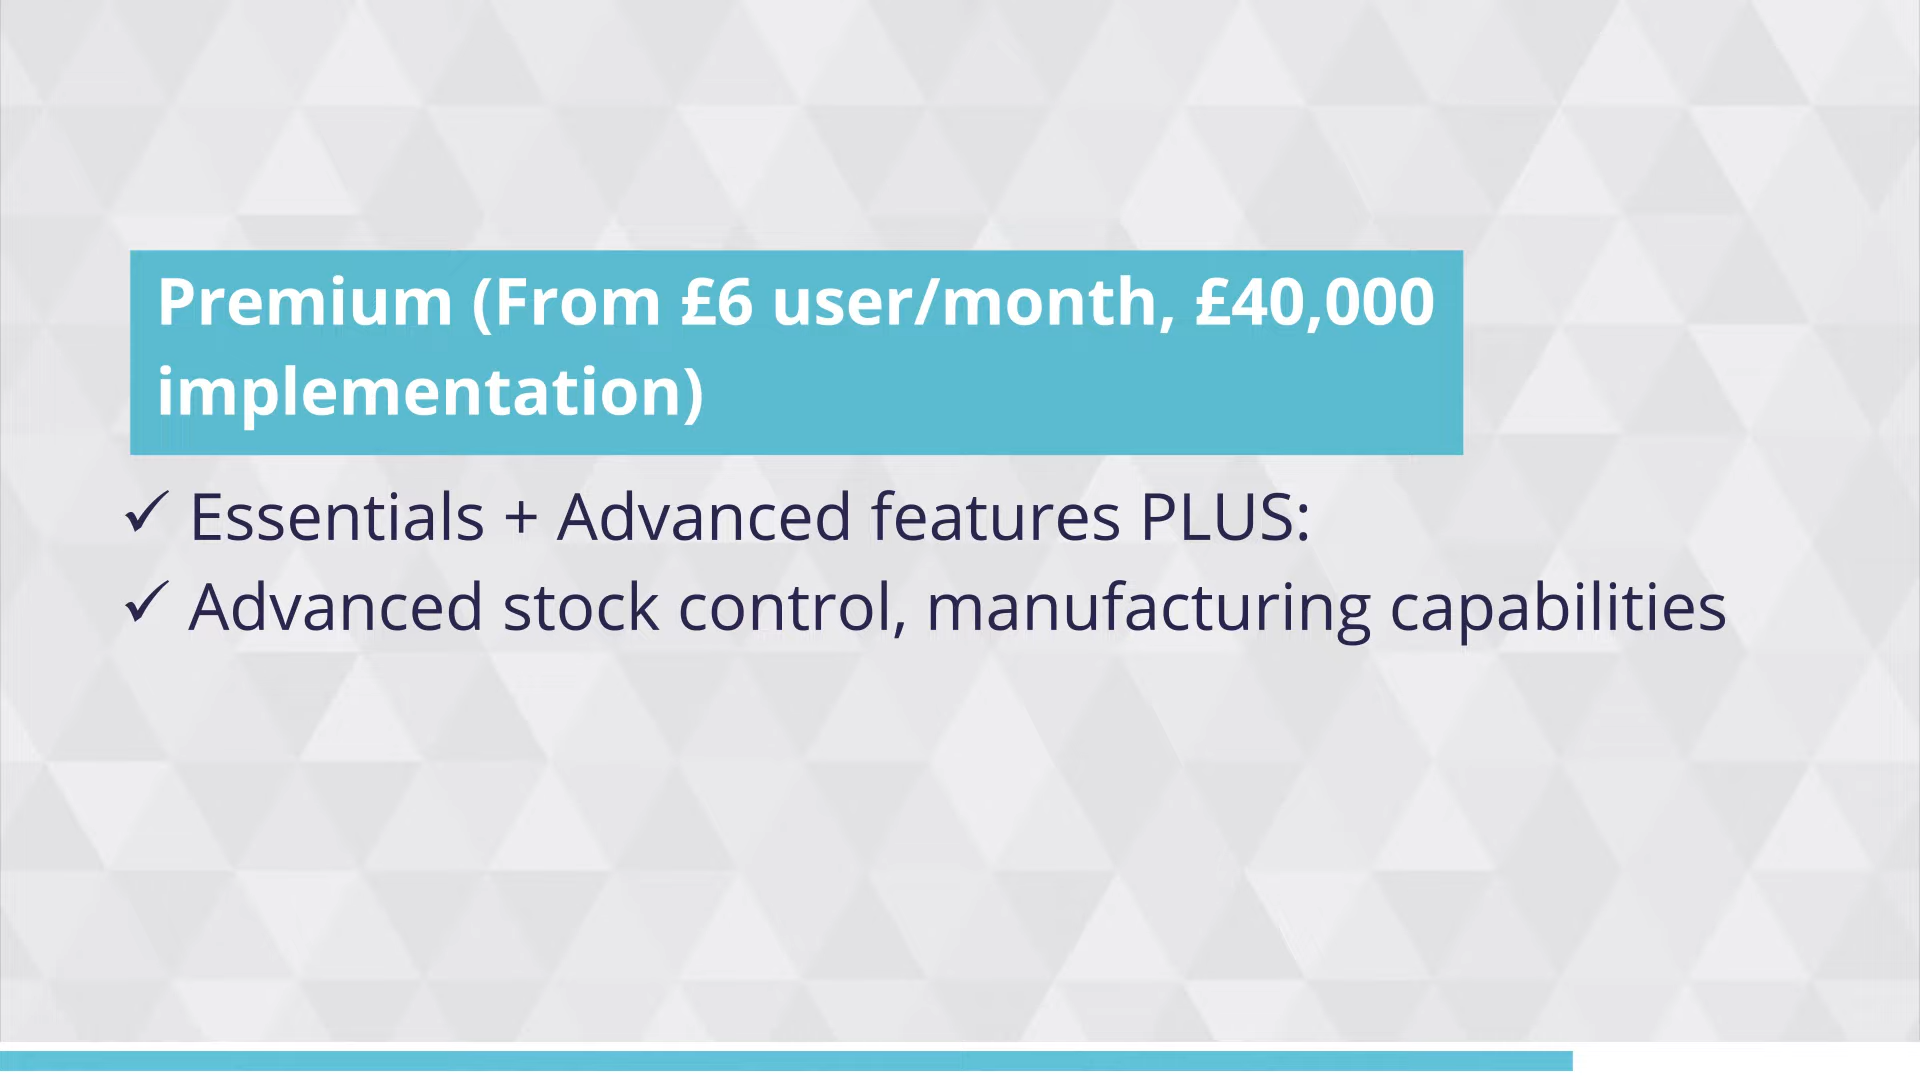 Premium (From £6 user/month, £40,000
implementation)
✓ Essentials + Advanced features PLUS:
✓ Advanced stock control, manufacturing capabilities